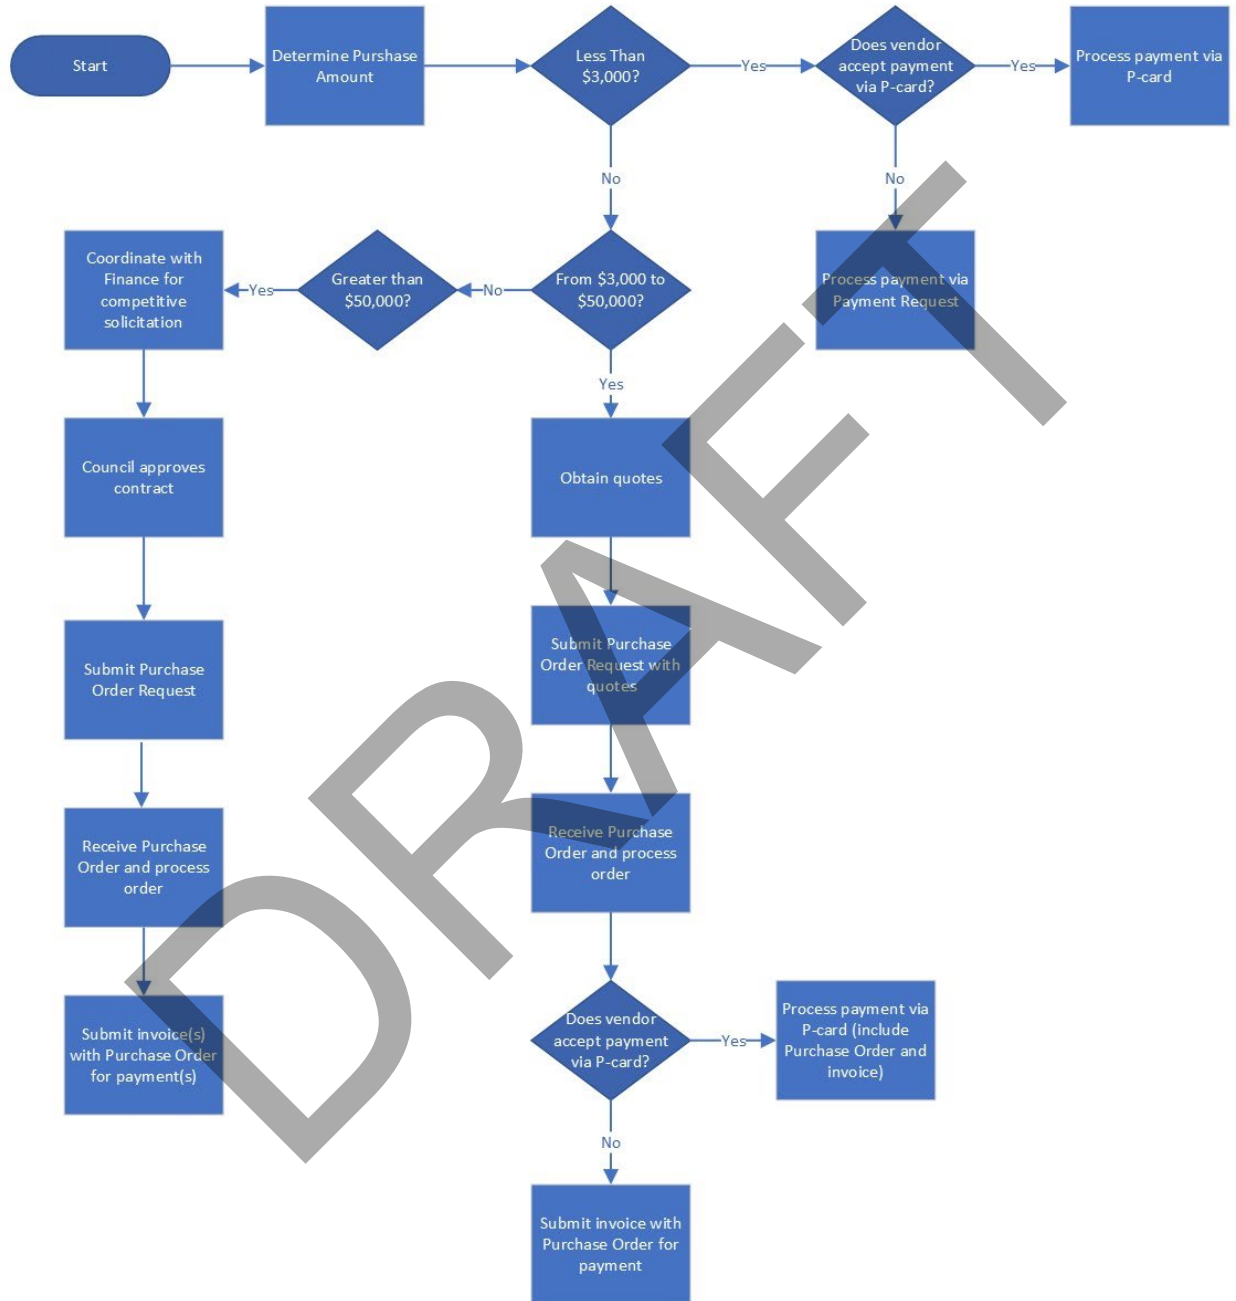 Start
Determine Purshase
Amount
Less Than
$3,000?
Yes
Does vendor
accept payment
via P-card?
Yes
Process payment via
P-card
No
No
Coordinate with
Finance for
competitive
solicitation
Yes
Greater than
$50,000?
No
From $3,000 to
$50,000?
Process payment via
Payment Request
Yes
Council approves
contract
Obtain quotes
Submit Purchase
Order Request
Submit Purchase
Order Request with
quotes
Receive Purchase
Order and process
order
Receive Purchase
Order and process
order
Submit invoice(s)
with Purchase Order
for payment(s)
Does vendor
accept payment
via P-card?
Yes
Process payment via
P-card (include
Purchase Order and
invoice)
No
Submit invoice with
Purchase Order for
payment
DRAFT